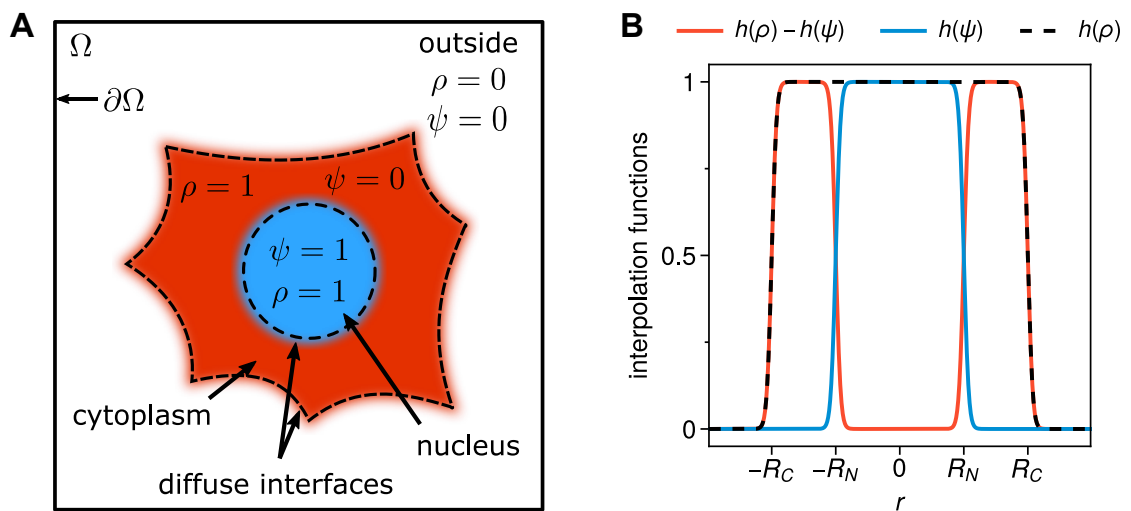 A
Ω
outside
ρ = 0
ψ = 0
∂Ω
ρ = 1
ψ = 0
ψ = 1
ρ = 1
cytoplasm
nucleus
diffuse interfaces
B
h(ρ) − h(ψ)
h(ψ)
h(ρ)
interpolation functions
1
0.5
0
−R_C
−R_N
0
R_N
R_C
r